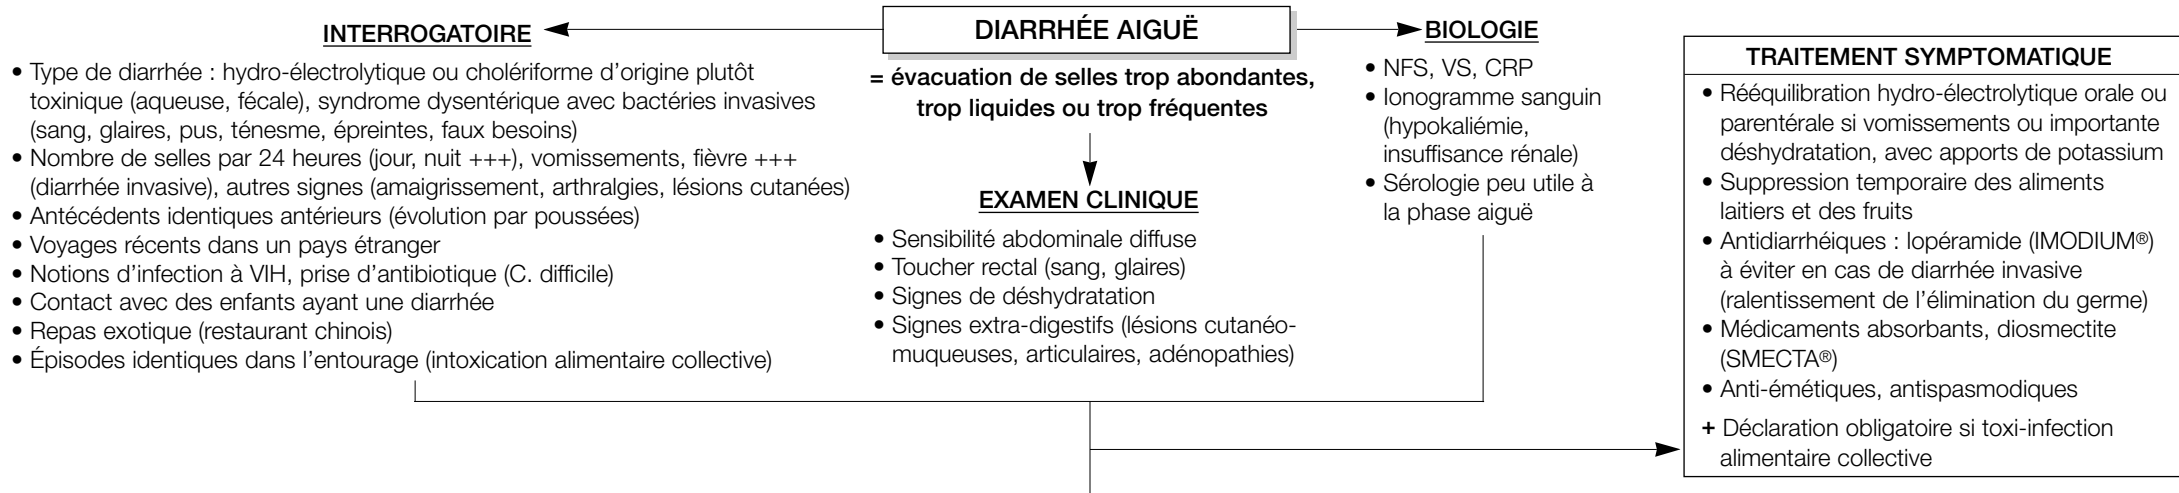 DIARRHÉE AIGUË
= évacuation de selles trop abondantes,
trop liquides ou trop fréquentes
INTERROGATOIRE
• Type de diarrhée : hydro-électrolytique ou cholériforme d’origine plutôt
toxinique (aqueuse, fécale), syndrome dysentérique avec bactéries invasives
(sang, glaires, pus, ténesme, épreintes, faux besoins)
• Nombre de selles par 24 heures (jour, nuit +++), vomissements, fièvre +++
(diarrhée invasive), autres signes (amaigrissement, arthralgies, lésions cutanées)
• Antécédents identiques antérieurs (évolution par poussées)
• Voyages récents dans un pays étranger
• Notions d’infection à VIH, prise d’antibiotique (C. difficile)
• Contact avec des enfants ayant une diarrhée
• Repas exotique (restaurant chinois)
• Épisodes identiques dans l’entourage (intoxication alimentaire collective)
EXAMEN CLINIQUE
• Sensibilité abdominale diffuse
• Toucher rectal (sang, glaires)
• Signes de déshydratation
• Signes extra-digestifs (lésions cutanéo-
muqueuses, articulaires, adénopathies)
BIOLOGIE
• NFS, VS, CRP
• Ionogramme sanguin
(hypokaliémie,
insuffisance rénale)
• Sérologie peu utile à
la phase aiguë
TRAITEMENT SYMPTOMATIQUE
• Rééquilibration hydro-électrolytique orale ou
parentérale si vomissements ou importante
déshydratation, avec apports de potassium
• Suppression temporaire des aliments
laitiers et des fruits
• Antidiarrhéiques : lopéramide (IMODIUM®)
à éviter en cas de diarrhée invasive
(ralentissement de l’élimination du germe)
• Médicaments absorbants, diosmectite
(SMECTA®)
• Anti-émétiques, antispasmodiques
+ Déclaration obligatoire si toxi-infection
alimentaire collective